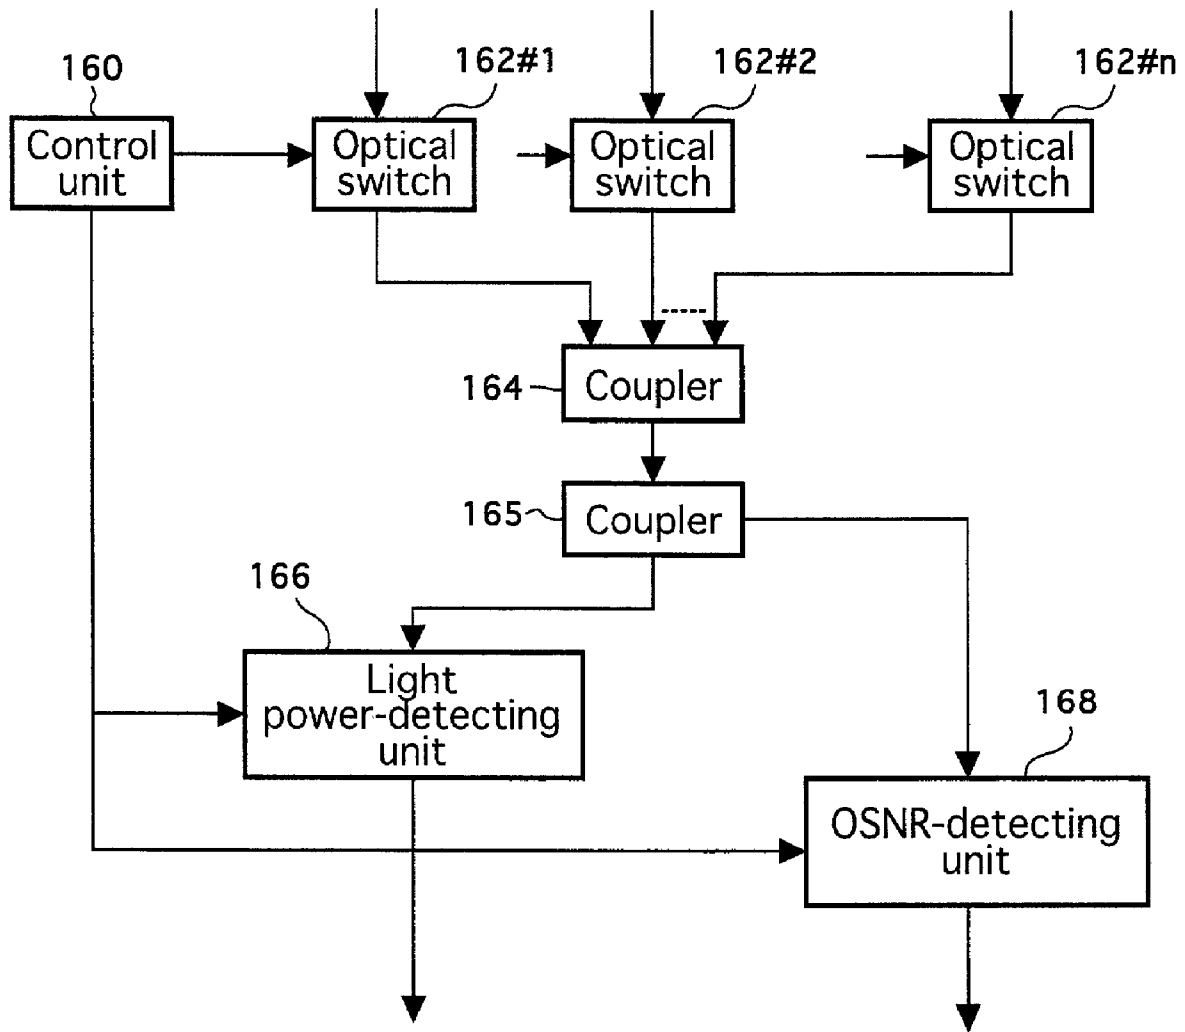 160
162#1
162#2
162#n
Control
unit
Optical
switch
Optical
switch
Optical
switch
164
Coupler
165
Coupler
166
Light
power-detecting
unit
168
OSNR-detecting
unit